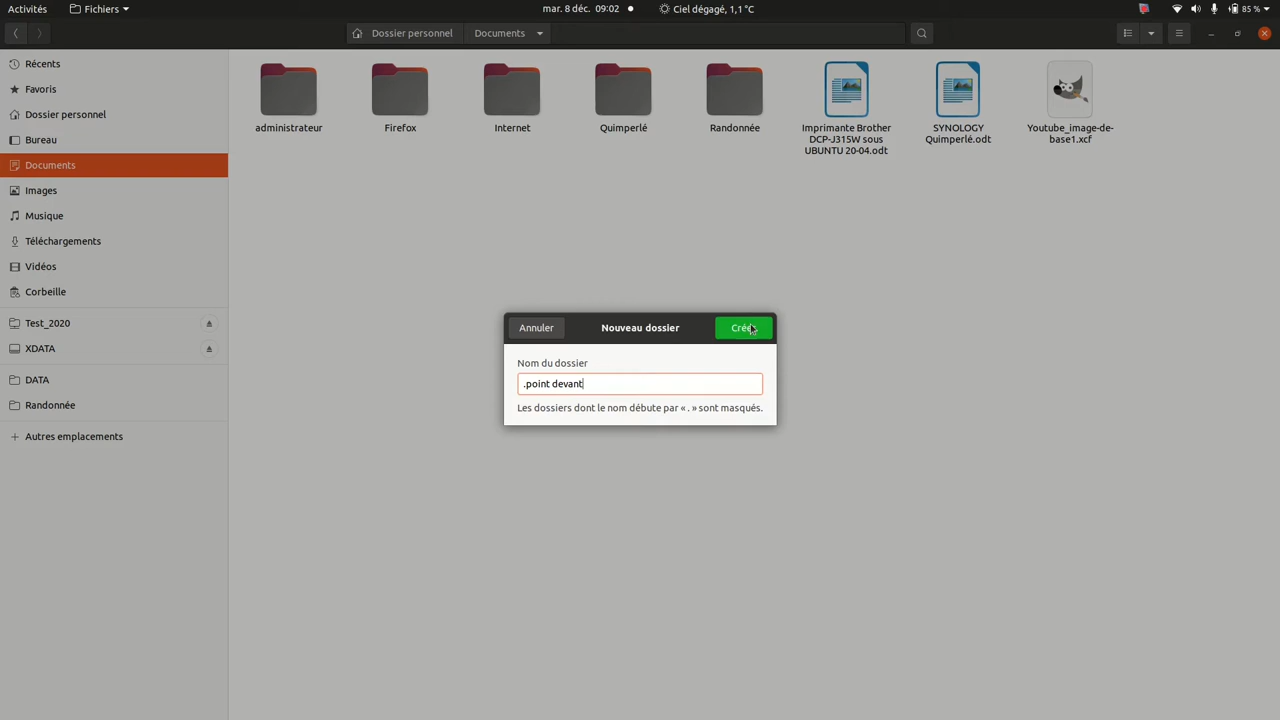 Activités
Fichiers
mar. 8 déc. 09:02
Ciel dégagé, 1,1 °C
85 %
Dossier personnel
Documents
Récents
Favoris
Dossier personnel
Bureau
Documents
Images
Musique
Téléchargements
Vidéos
Corbeille
Test_2020
XDATA
DATA
Randonnée
Autres emplacements
administrateur
Firefox
Internet
Quimperlé
Randonnée
Imprimante Brother
DCP-J315W sous
UBUNTU 20-04.odt
SYNOLOGY
Quimperlé.odt
Youtube_image-de-
base1.xcf
Annuler
Nouveau dossier
Créer
Nom du dossier
.point devant
Les dossiers dont le nom débute par « . » sont masqués.